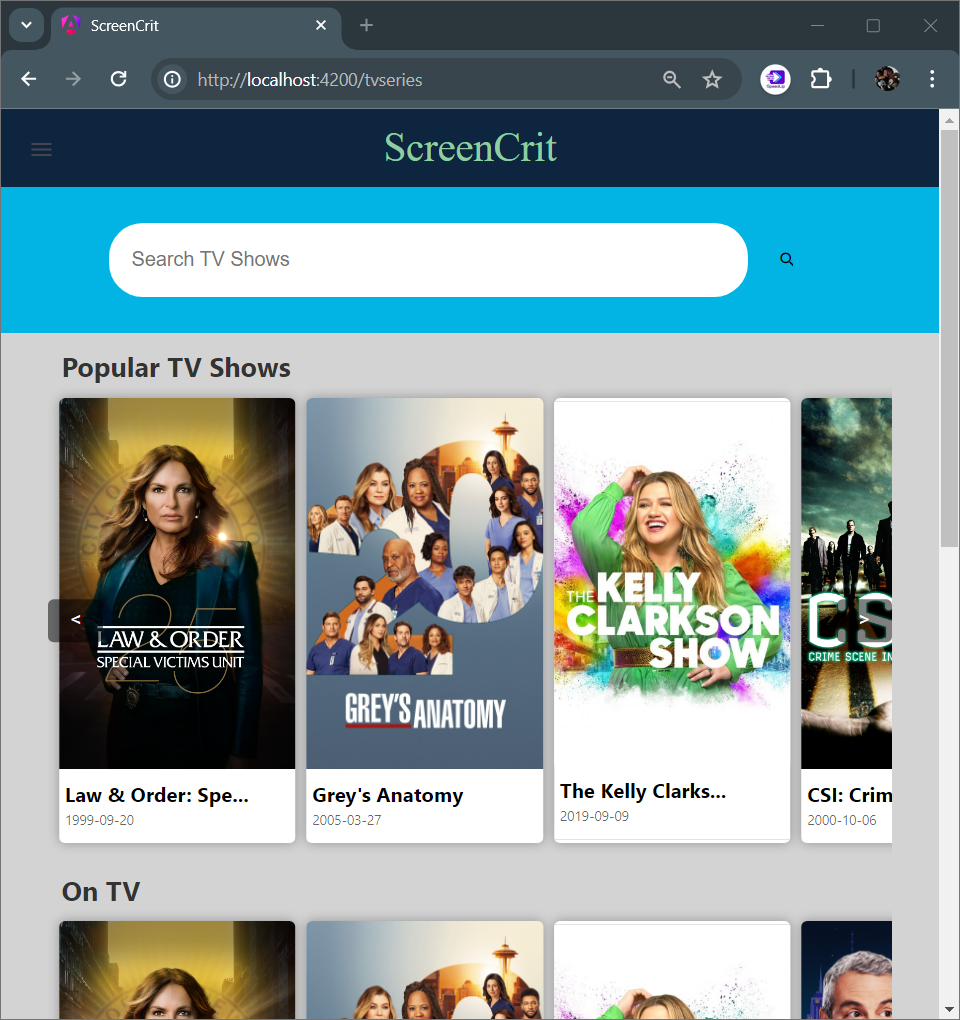 ScreenCrit
http://localhost:4200/tvseries
ScreenCrit
Search TV Shows
Popular TV Shows
<
25
LAW & ORDER
SPECIAL VICTIMS UNIT
GREY'S ANATOMY
THE KELLY
CLARKSON
SHOW
>
CS
CRIME SCENE IN
Law & Order: Spe...
1999-09-20
Grey's Anatomy
2005-03-27
The Kelly Clarks...
2019-09-09
CSI: Crim
2000-10-06
On TV